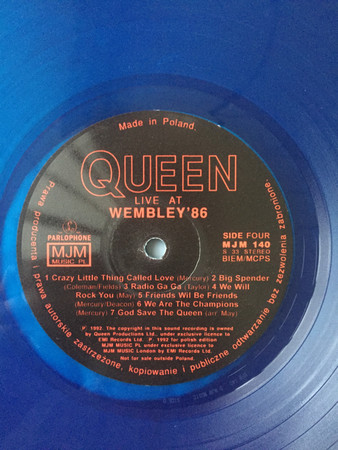 Made in Poland.
QUEEN
LIVE AT
WEMBLEY'86
PARLOPHONE
MJM
MUSIC PL
SIDE FOUR
MJM 140
S 33 STEREO
BIEM/MCPS
1 Crazy Little Thing Called Love (Mercury) 2 Big Spender
(Coleman/Fields) 3 Radio Ga Ga (Taylor) 4 We Will
Rock You (May) 5 Friends Wil Be Friends
(Mercury/Deacon) 6 We Are The Champions
(Mercury) 7 God Save The Queen (arr. May)
℗ 1992. The copyright in this sound recording is owned by
Queen Productions Ltd., under exclusive licence to
EMI Records Ltd. ℗ 1992 for polish edition
MJM MUSIC PL under exclusive licence to
MJM MUSIC London by EMI Records Ltd.
Not for sale outside Poland.
Prawa producenta i prawa autorskie zastrzeżone, kopiowanie i publiczne odtwarzanie bez zezwolenia zabronione.